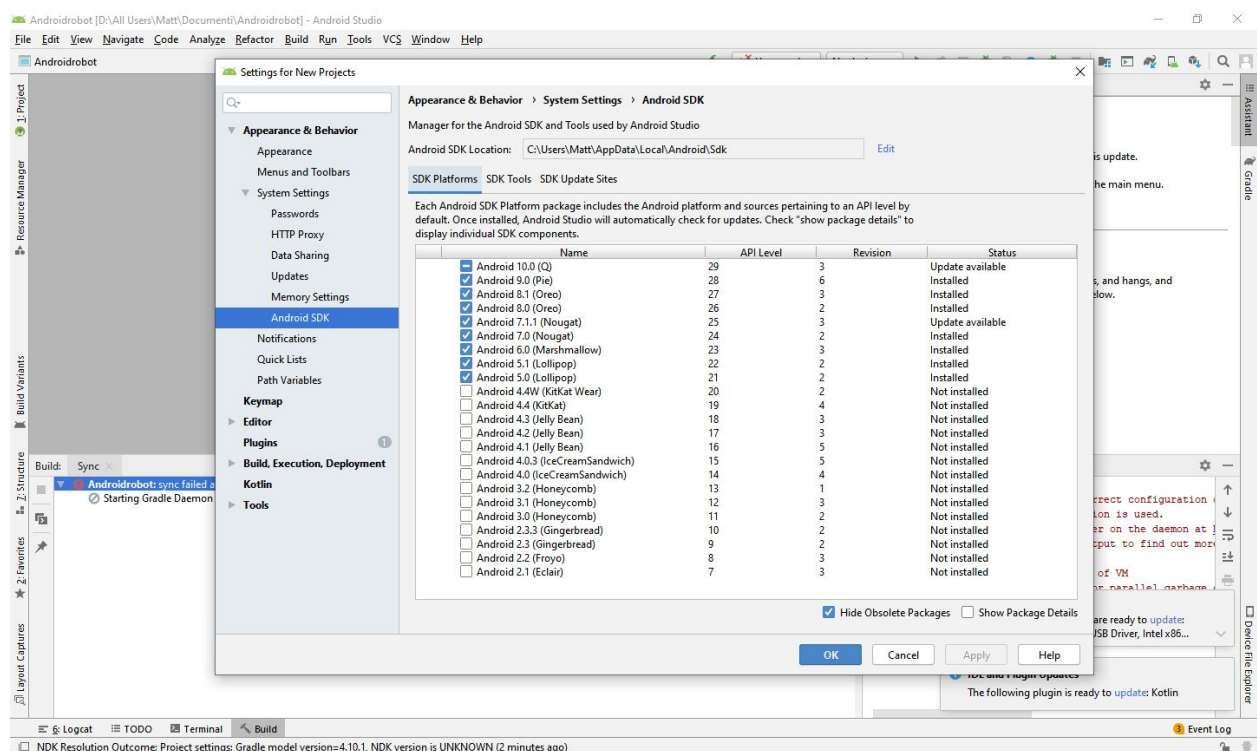 Androidrobot [D:\All Users\Matt\Documenti\Androidrobot] - Android Studio
File Edit View Navigate Code Analyze Refactor Build Run Tools VCS Window Help
Androidrobot
Settings for New Projects
Appearance & Behavior
Appearance
Menus and Toolbars
System Settings
Passwords
HTTP Proxy
Data Sharing
Updates
Memory Settings
Android SDK
Notifications
Quick Lists
Path Variables
Keymap
Editor
Plugins 1
Build, Execution, Deployment
Kotlin
Tools
Appearance & Behavior › System Settings › Android SDK
Manager for the Android SDK and Tools used by Android Studio
Android SDK Location: C:\Users\Matt\AppData\Local\Android\Sdk Edit
SDK Platforms SDK Tools SDK Update Sites
Each Android SDK Platform package includes the Android platform and sources pertaining to an API level by
default. Once installed, Android Studio will automatically check for updates. Check "show package details" to
display individual SDK components.
Name API Level Revision Status
Android 10.0 (Q) 29 3 Update available
Android 9.0 (Pie) 28 6 Installed
Android 8.1 (Oreo) 27 3 Installed
Android 8.0 (Oreo) 26 2 Installed
Android 7.1.1 (Nougat) 25 3 Update available
Android 7.0 (Nougat) 24 2 Installed
Android 6.0 (Marshmallow) 23 3 Installed
Android 5.1 (Lollipop) 22 2 Installed
Android 5.0 (Lollipop) 21 2 Installed
Android 4.4W (KitKat Wear) 20 2 Not installed
Android 4.4 (KitKat) 19 4 Not installed
Android 4.3 (Jelly Bean) 18 3 Not installed
Android 4.2 (Jelly Bean) 17 3 Not installed
Android 4.1 (Jelly Bean) 16 5 Not installed
Android 4.0.3 (IceCreamSandwich) 15 5 Not installed
Android 4.0 (IceCreamSandwich) 14 4 Not installed
Android 3.2 (Honeycomb) 13 1 Not installed
Android 3.1 (Honeycomb) 12 3 Not installed
Android 3.0 (Honeycomb) 11 2 Not installed
Android 2.3.3 (Gingerbread) 10 2 Not installed
Android 2.3 (Gingerbread) 9 2 Not installed
Android 2.2 (Froyo) 8 3 Not installed
Android 2.1 (Eclair) 7 3 Not installed
Hide Obsolete Packages Show Package Details
OK Cancel Apply Help
1: Project
Resource Manager
Build Variants
Z: Structure
2: Favorites
Layout Captures
Assistant
Gradle
Device File Explorer
is update.
he main menu.
s, and hangs, and
elow.
Build: Sync
Androidrobot: sync failed a
Starting Gradle Daemon
rrect configuration
ion is used.
er on the daemon at
tput to find out mor
of VM
or parallel garbage
are ready to update:
JSB Driver, Intel x86...
IDE and Plugin Updates
The following plugin is ready to update: Kotlin
6: Logcat TODO Terminal Build 3 Event Log
NDK Resolution Outcome: Project settings: Gradle model version=4.10.1, NDK version is UNKNOWN (2 minutes ago)